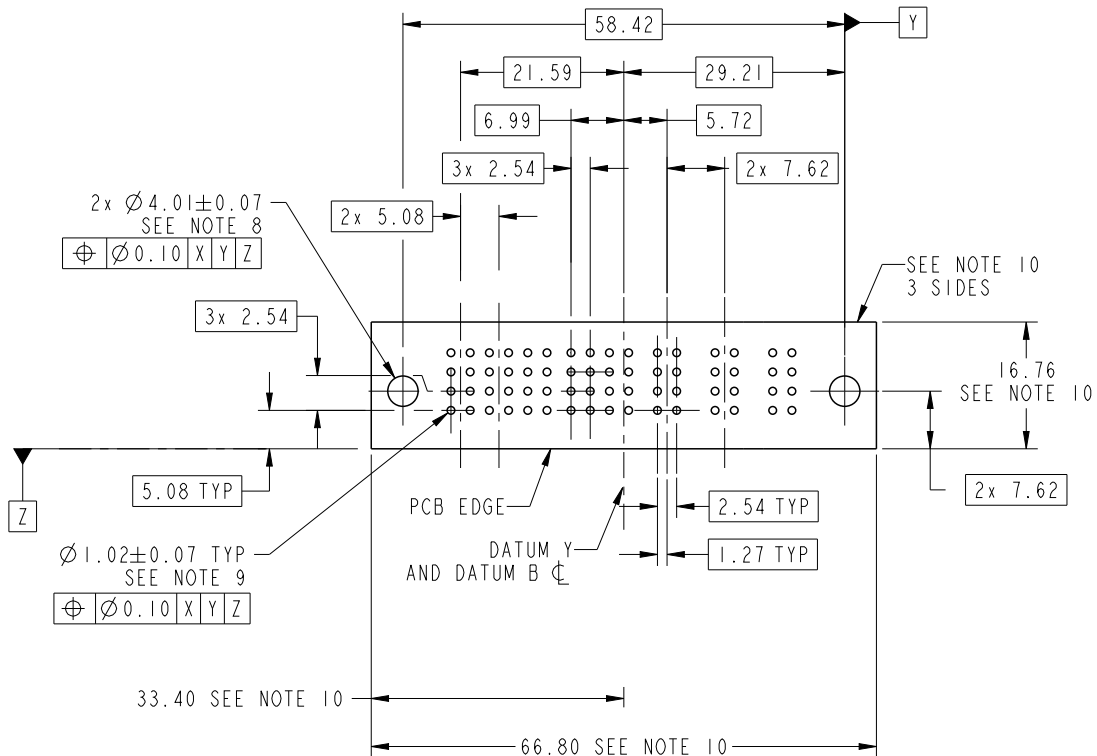 58.42
Y
21.59
29.21
6.99
5.72
3x 2.54
2x 7.62
2x Ø4.01±0.07
SEE NOTE 8
⌖ Ø0.10 X Y Z
2x 5.08
SEE NOTE 10
3 SIDES
3x 2.54
16.76
SEE NOTE 10
5.08 TYP
Z
PCB EDGE
2.54 TYP
2x 7.62
Ø1.02±0.07 TYP
SEE NOTE 9
⌖ Ø0.10 X Y Z
DATUM Y
AND DATUM B ℄
1.27 TYP
33.40 SEE NOTE 10
66.80 SEE NOTE 10